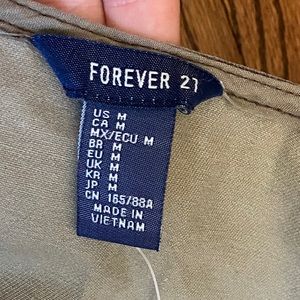 FOREVER 21
US M
CA M
MX/ECU M
BR M
EU M
UK M
KR M
JP M
CN 165/88A
MADE IN
VIETNAM